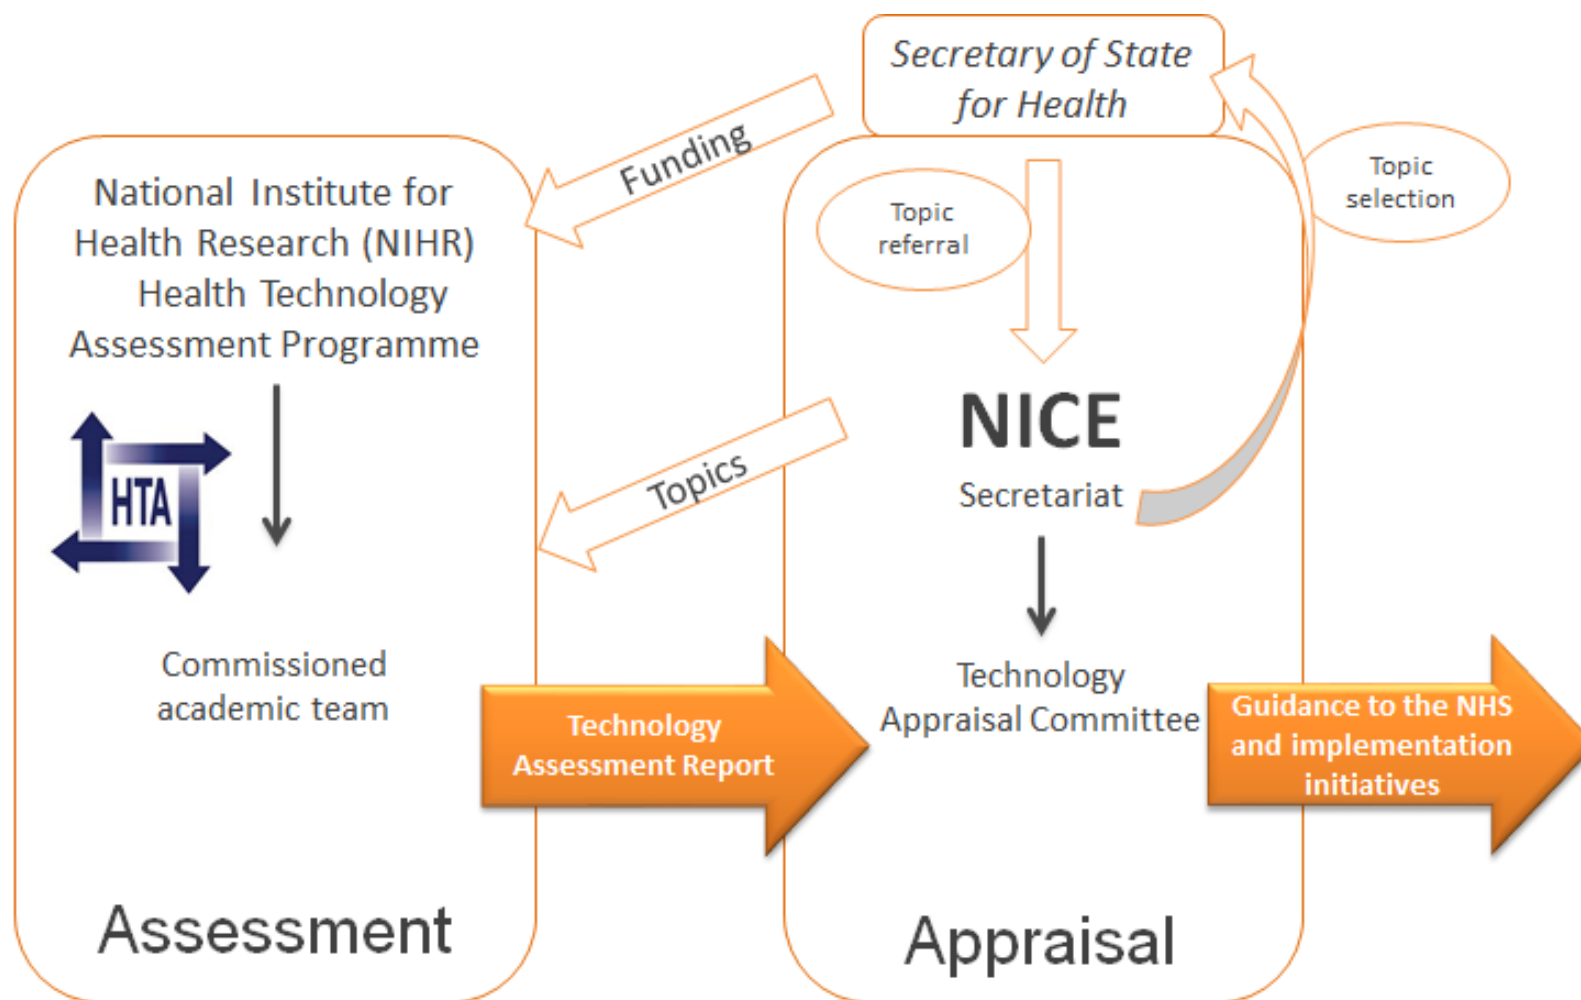 Secretary of State
for Health
Funding
Topic
selection
Topic
referral
National Institute for
Health Research (NIHR)
Health Technology
Assessment Programme
HTA
NICE
Secretariat
Topics
Commissioned
academic team
Technology
Assessment Report
Technology
Appraisal Committee
Guidance to the NHS
and implementation
initiatives
Assessment
Appraisal